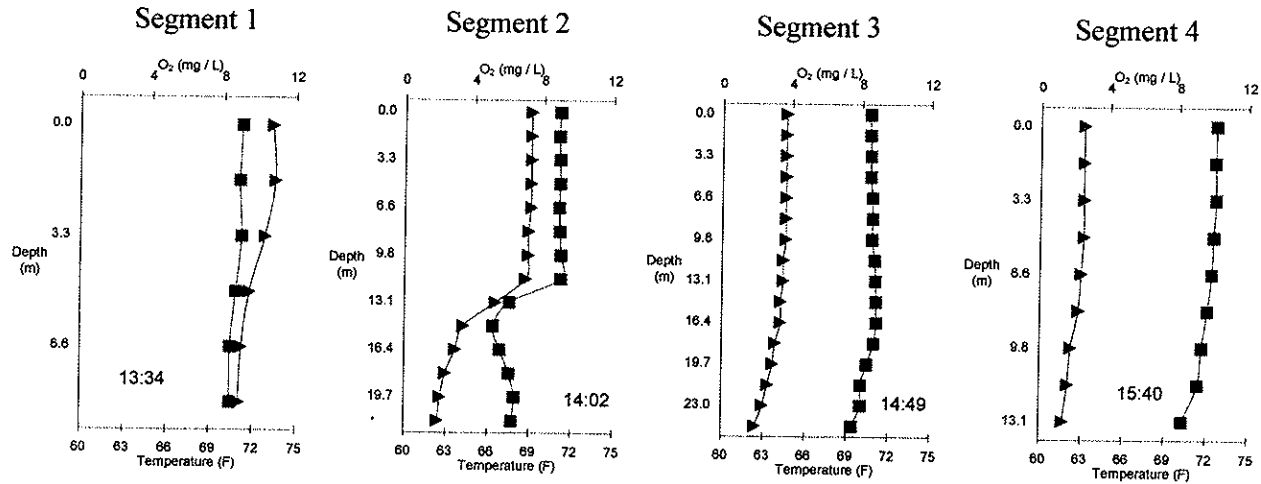 Segment 1
O2 (mg / L)
0 4 8 12
0.0
3.3
Depth
(m)
6.6
13:34
60 63 66 69 72 75
Temperature (F)
Segment 2
O2 (mg / L)
0 4 8 12
0.0
3.3
6.6
9.8
Depth
(m)
13.1
16.4
19.7
14:02
60 63 66 69 72 75
Temperature (F)
Segment 3
O2 (mg / L)
0 4 8 12
0.0
3.3
6.6
9.8
Depth
(m)
13.1
16.4
19.7
23.0
14:49
60 63 66 69 72 75
Temperature (F)
Segment 4
O2 (mg / L)
0 4 8 12
0.0
3.3
Depth
(m)
6.6
9.8
13.1
15:40
60 63 66 69 72 75
Temperature (F)